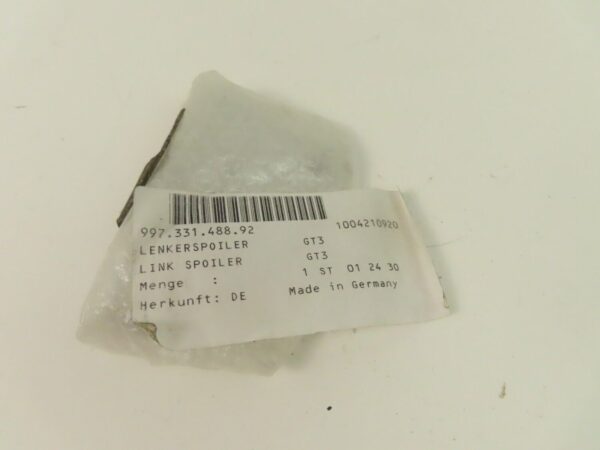 997.331.488.92 1004210920
LENKERSPOILER GT3
LINK SPOILER GT3
Menge : 1 ST 01 24 30
Herkunft: DE Made in Germany